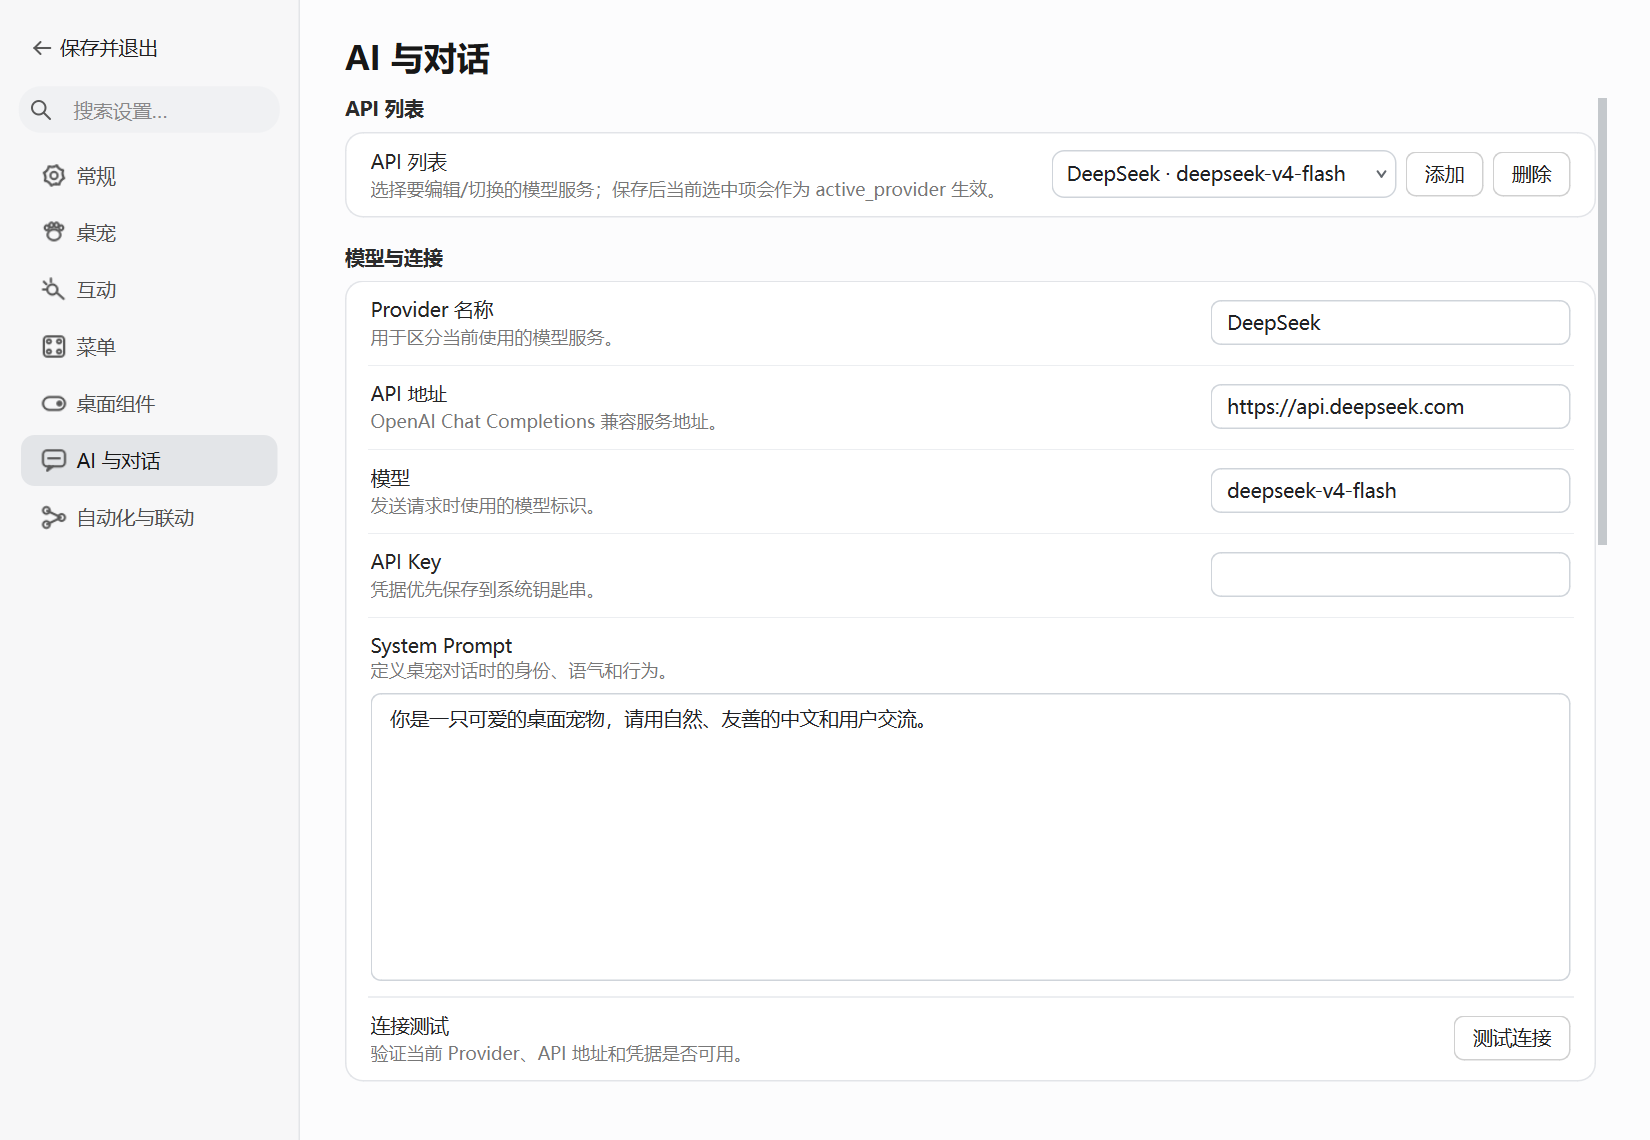 保存并退出
搜索设置...
常规
桌宠
互动
菜单
桌面组件
AI 与对话
自动化与联动
AI 与对话
API 列表
API 列表
选择要编辑/切换的模型服务；保存后当前选中项会作为 active_provider 生效。
DeepSeek · deepseek-v4-flash
添加
删除
模型与连接
Provider 名称
用于区分当前使用的模型服务。
DeepSeek
API 地址
OpenAI Chat Completions 兼容服务地址。
https://api.deepseek.com
模型
发送请求时使用的模型标识。
deepseek-v4-flash
API Key
凭据优先保存到系统钥匙串。
System Prompt
定义桌宠对话时的身份、语气和行为。
你是一只可爱的桌面宠物，请用自然、友善的中文和用户交流。
连接测试
验证当前 Provider、API 地址和凭据是否可用。
测试连接